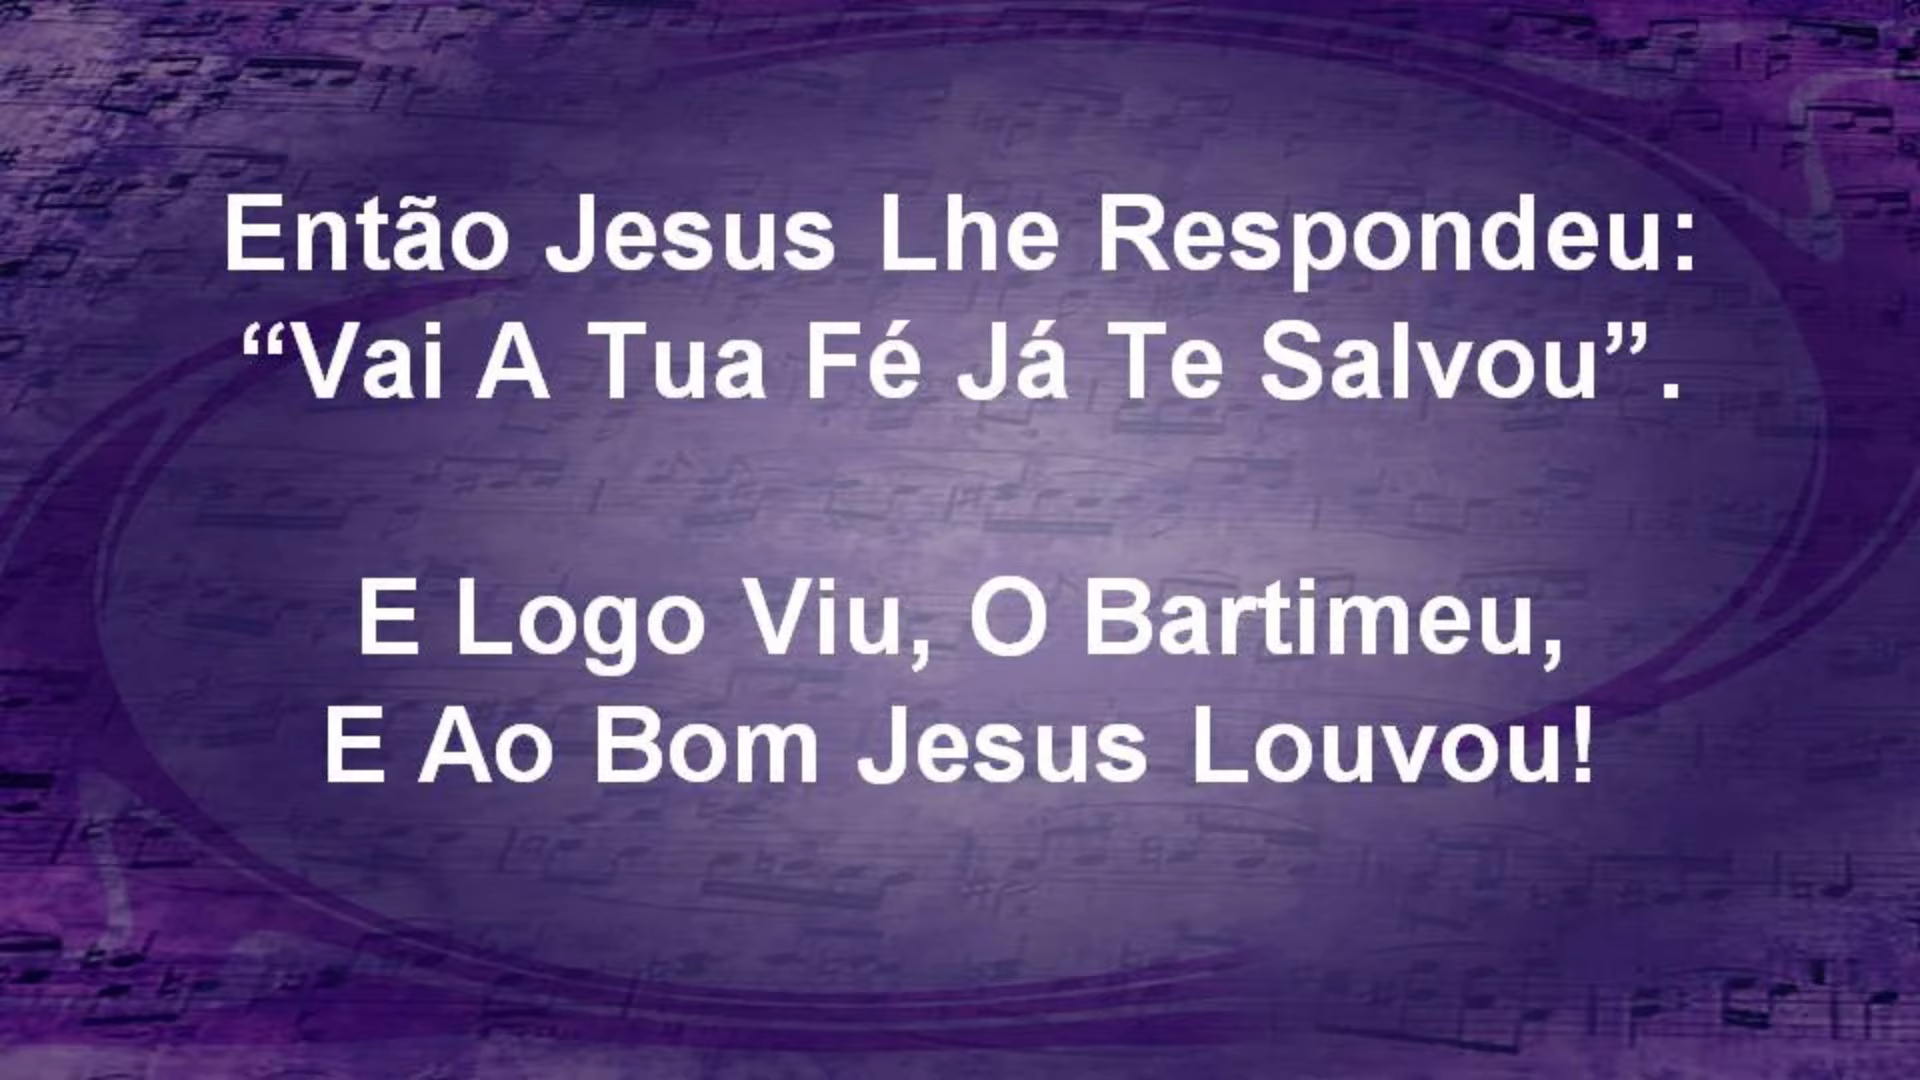 Então Jesus Lhe Respondeu:
“Vai A Tua Fé Já Te Salvou”.
E Logo Viu, O Bartimeu,
E Ao Bom Jesus Louvou!